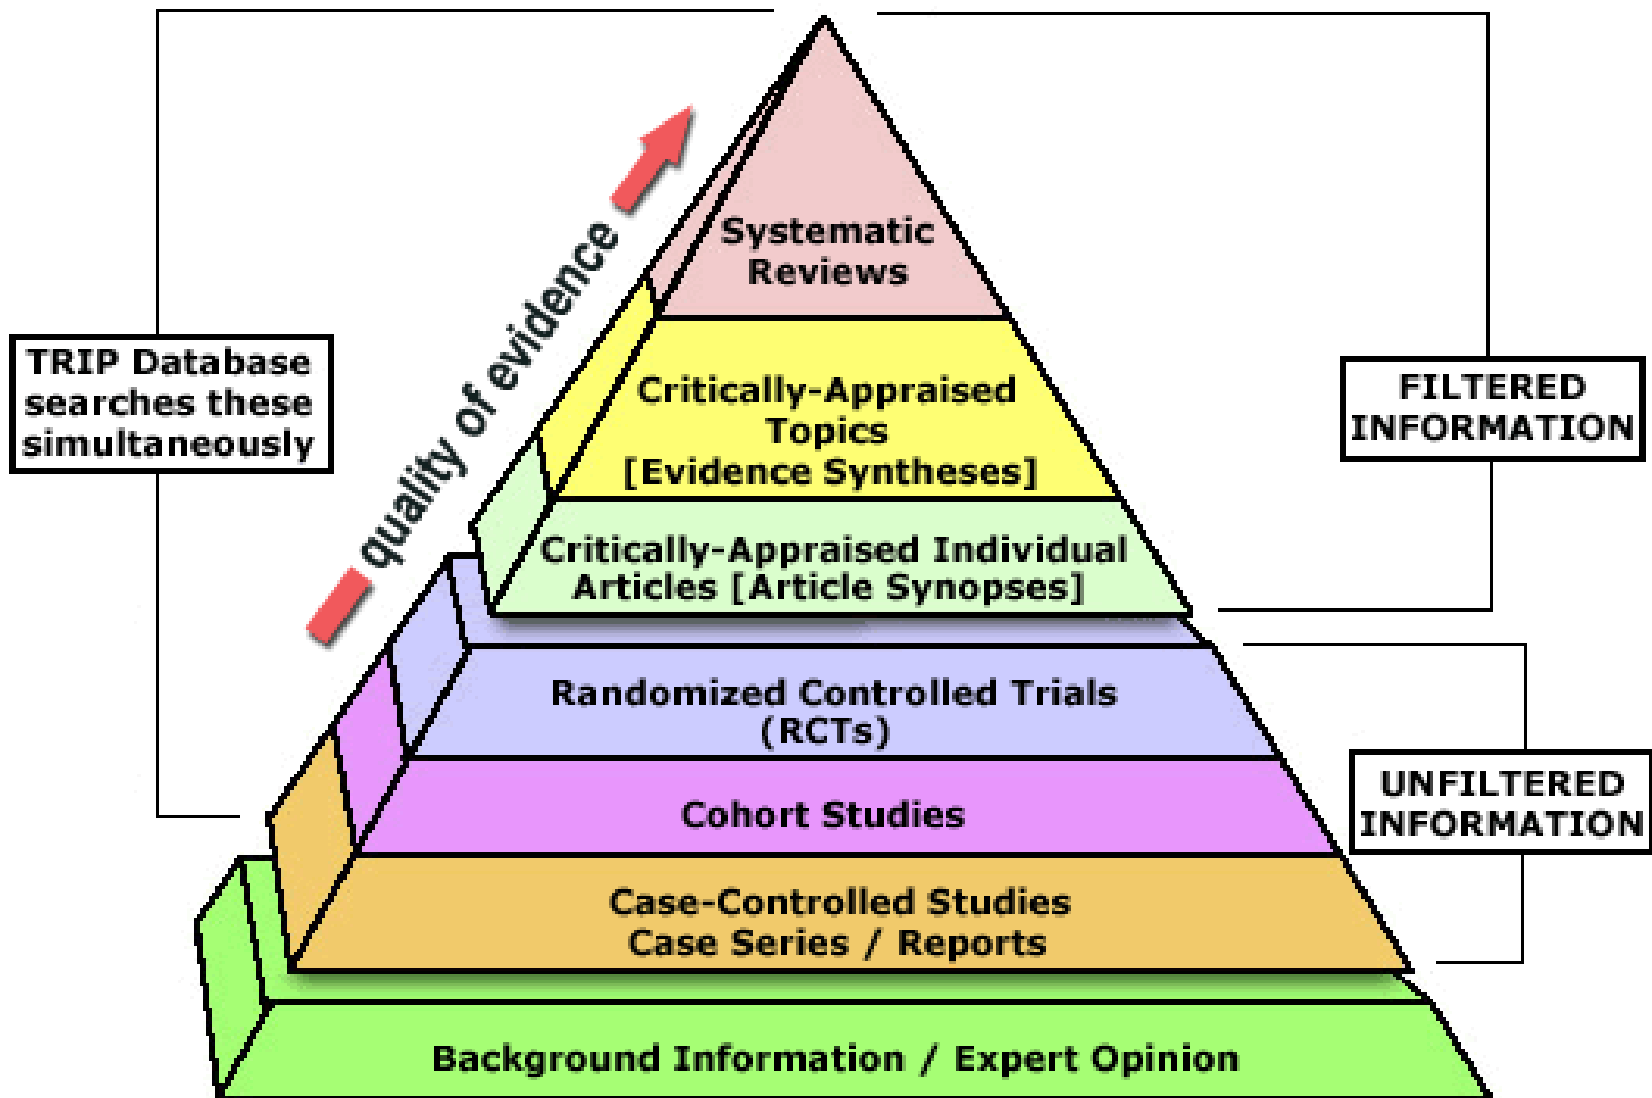 Systematic
Reviews
quality of evidence
TRIP Database
searches these
simultaneously
Critically-Appraised
Topics
[Evidence Syntheses]
FILTERED
INFORMATION
Critically-Appraised Individual
Articles [Article Synopses]
Randomized Controlled Trials
(RCTs)
Cohort Studies
UNFILTERED
INFORMATION
Case-Controlled Studies
Case Series / Reports
Background Information / Expert Opinion